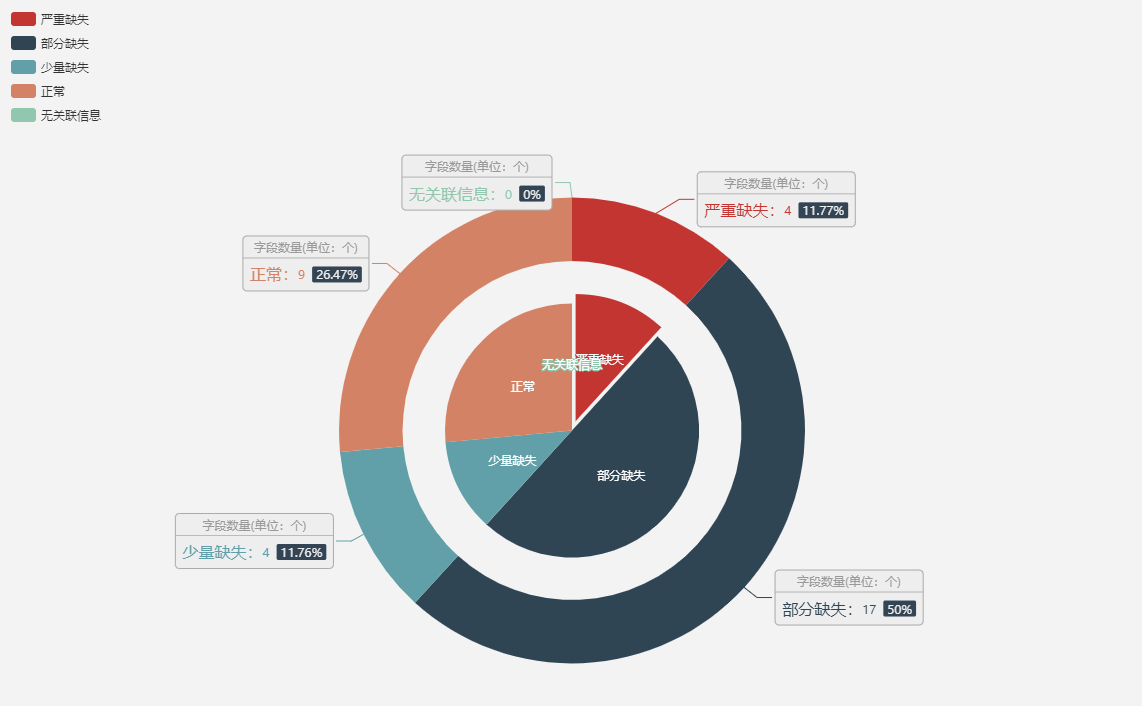 严重缺失
部分缺失
少量缺失
正常
无关联信息
字段数量(单位：个)
无关联信息：0 0%
字段数量(单位：个)
严重缺失：4 11.77%
字段数量(单位：个)
正常：9 26.47%
严重缺失
无关联信息
正常
少量缺失
部分缺失
字段数量(单位：个)
少量缺失：4 11.76%
字段数量(单位：个)
部分缺失：17 50%